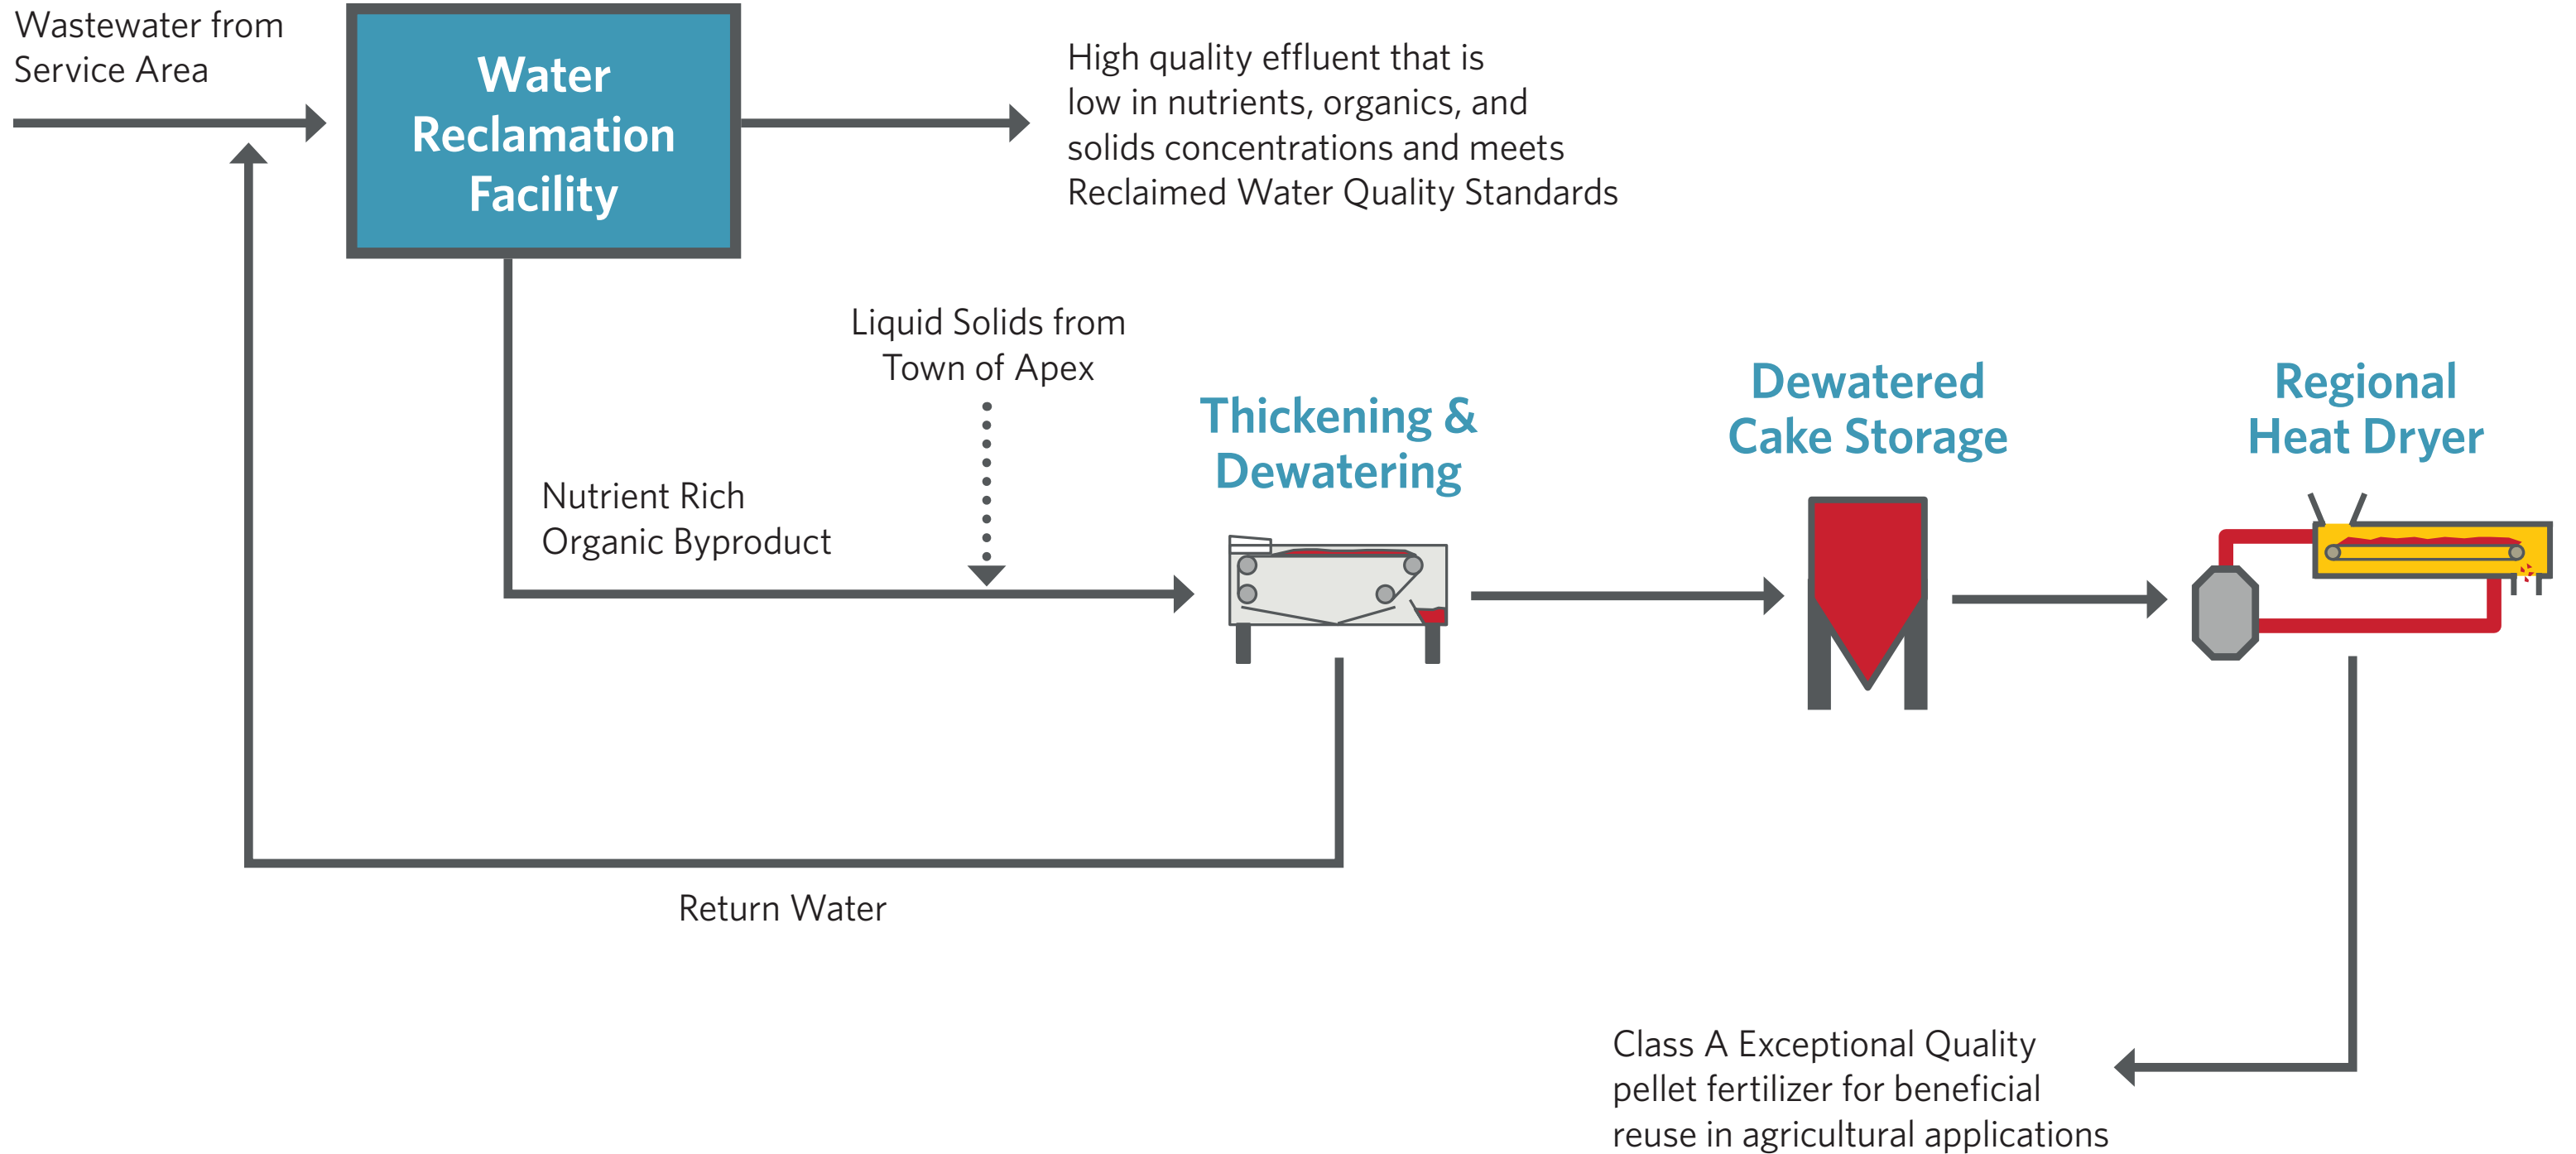 Wastewater from
Service Area
Water
Reclamation
Facility
High quality effluent that is
low in nutrients, organics, and
solids concentrations and meets
Reclaimed Water Quality Standards
Liquid Solids from
Town of Apex
Nutrient Rich
Organic Byproduct
Thickening &
Dewatering
Dewatered
Cake Storage
Regional
Heat Dryer
Return Water
Class A Exceptional Quality
pellet fertilizer for beneficial
reuse in agricultural applications